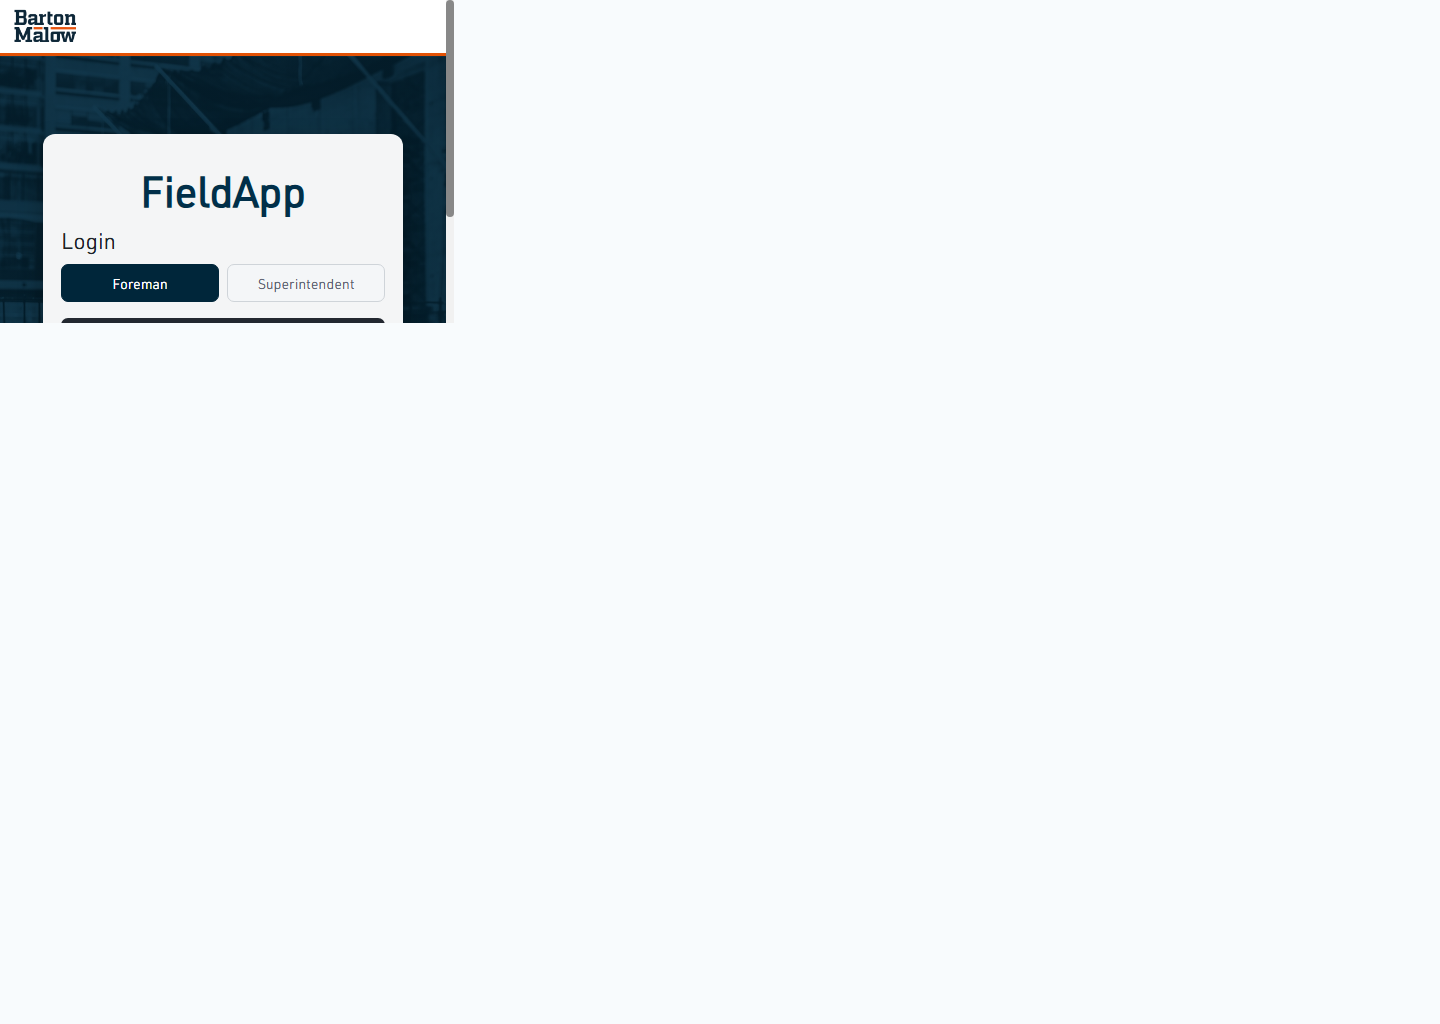 Barton
Malow
FieldApp
Login
Foreman
Superintendent